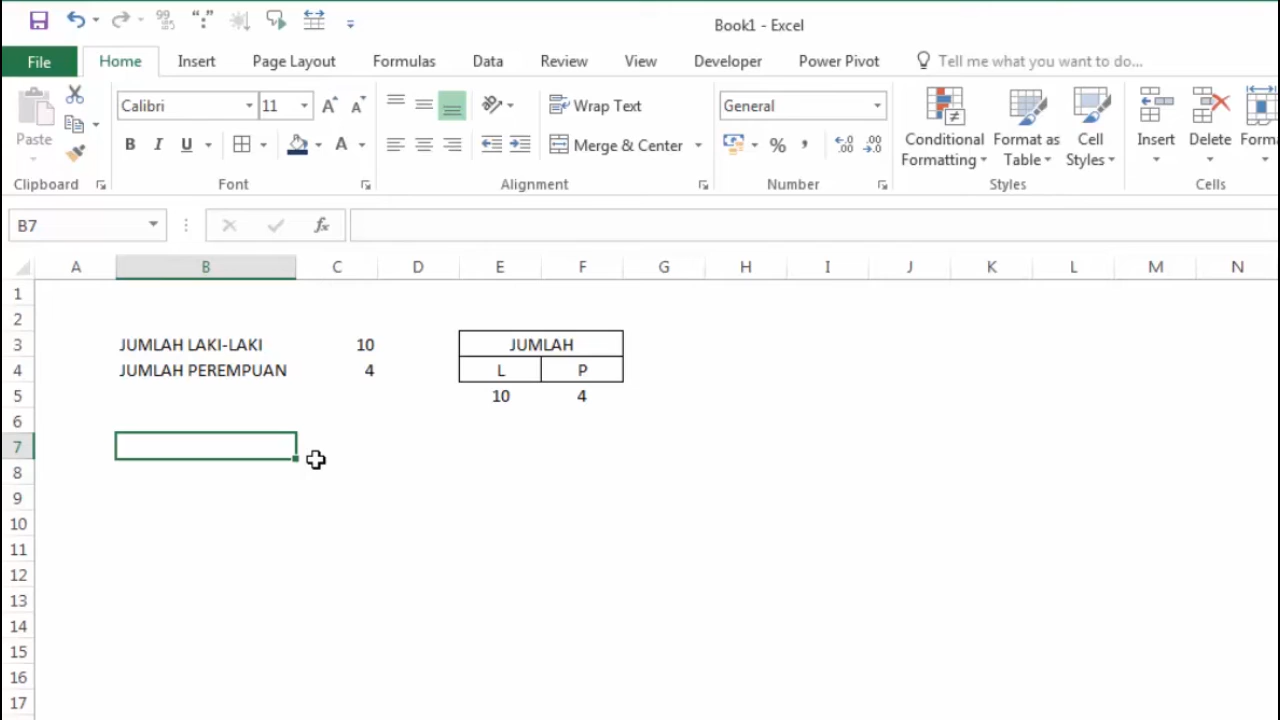 Book1 - Excel
File Home Insert Page Layout Formulas Data Review View Developer Power Pivot Tell me what you want to do...
Paste
Calibri 11
B I U A
Wrap Text
Merge & Center
General
% ,
Conditional Formatting
Format as Table
Cell Styles
Insert Delete
Clipboard Font Alignment Number Styles Cells
B7 fx
A B C D E F G H I J K L M N
1
2
3 JUMLAH LAKI-LAKI 10 JUMLAH
4 JUMLAH PEREMPUAN 4 L P
5 10 4
6
7
8
9
10
11
12
13
14
15
16
17